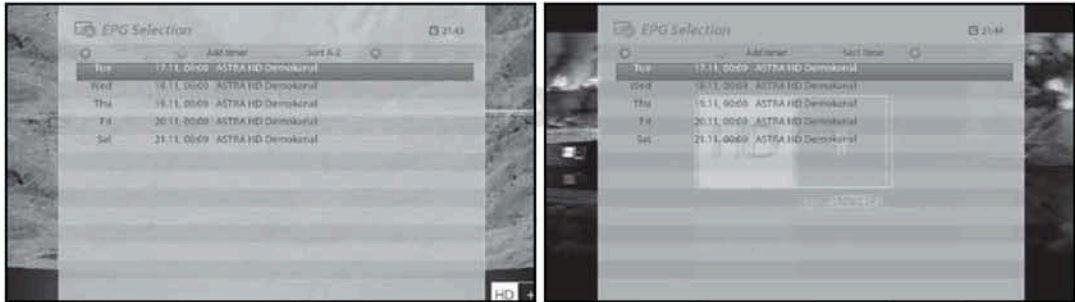 EPG Selection 21:43
Add timer Sort A-Z
Tue 17.11, 00:00 ASTRA HD Demokanal
Wed 18.11, 00:00 ASTRA HD Demokanal
Thu 19.11, 00:00 ASTRA HD Demokanal
Fri 20.11, 00:00 ASTRA HD Demokanal
Sat 21.11, 00:00 ASTRA HD Demokanal
HD +
EPG Selection 21:44
Add timer Sort Time
Tue 17.11, 00:00 ASTRA HD Demokanal
Wed 18.11, 00:00 ASTRA HD Demokanal
Thu 19.11, 00:00 ASTRA HD Demokanal
Fri 20.11, 00:00 ASTRA HD Demokanal
Sat 21.11, 00:00 ASTRA HD Demokanal
HD
ASTRA